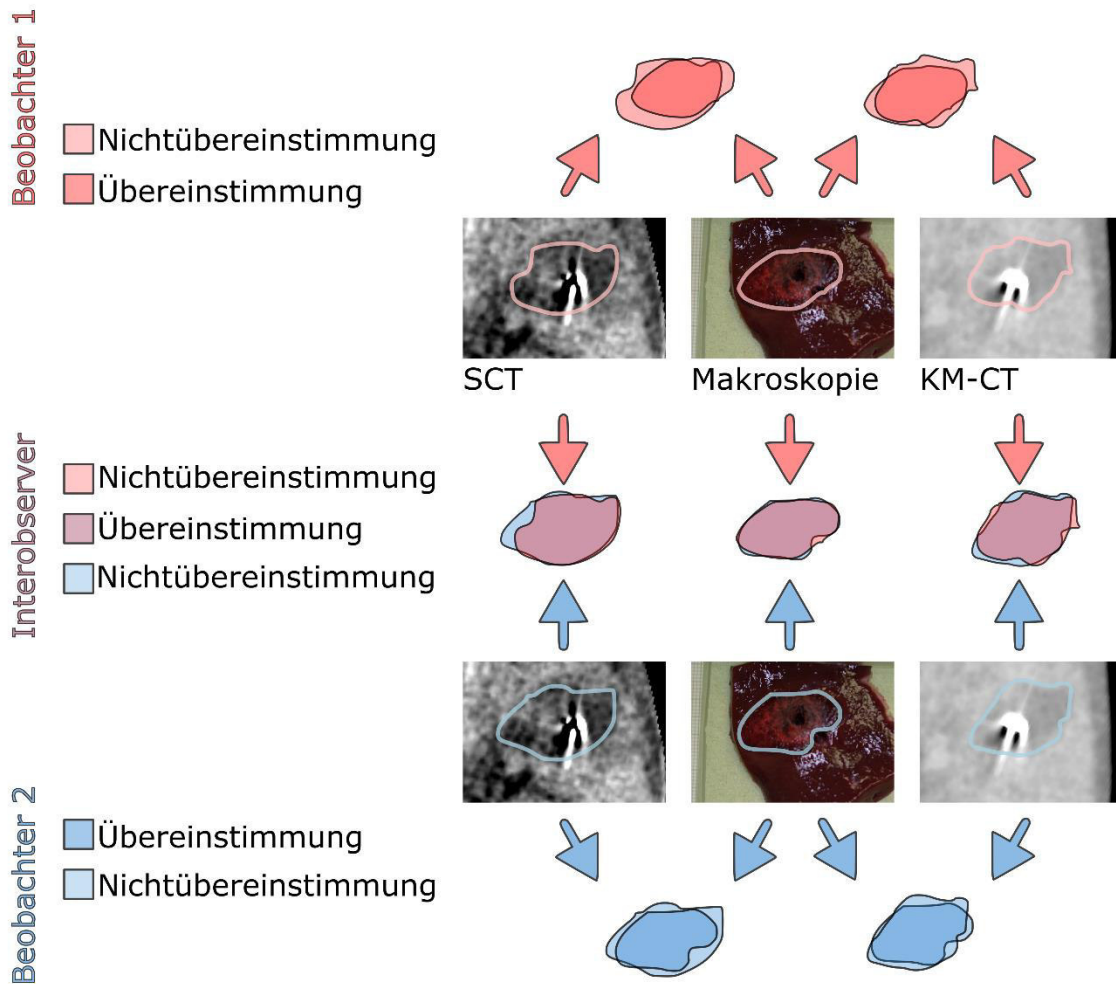 Beobachter 1
Nichtübereinstimmung
Übereinstimmung
SCT
Makroskopie
KM-CT
Interobserver
Nichtübereinstimmung
Übereinstimmung
Nichtübereinstimmung
Beobachter 2
Übereinstimmung
Nichtübereinstimmung